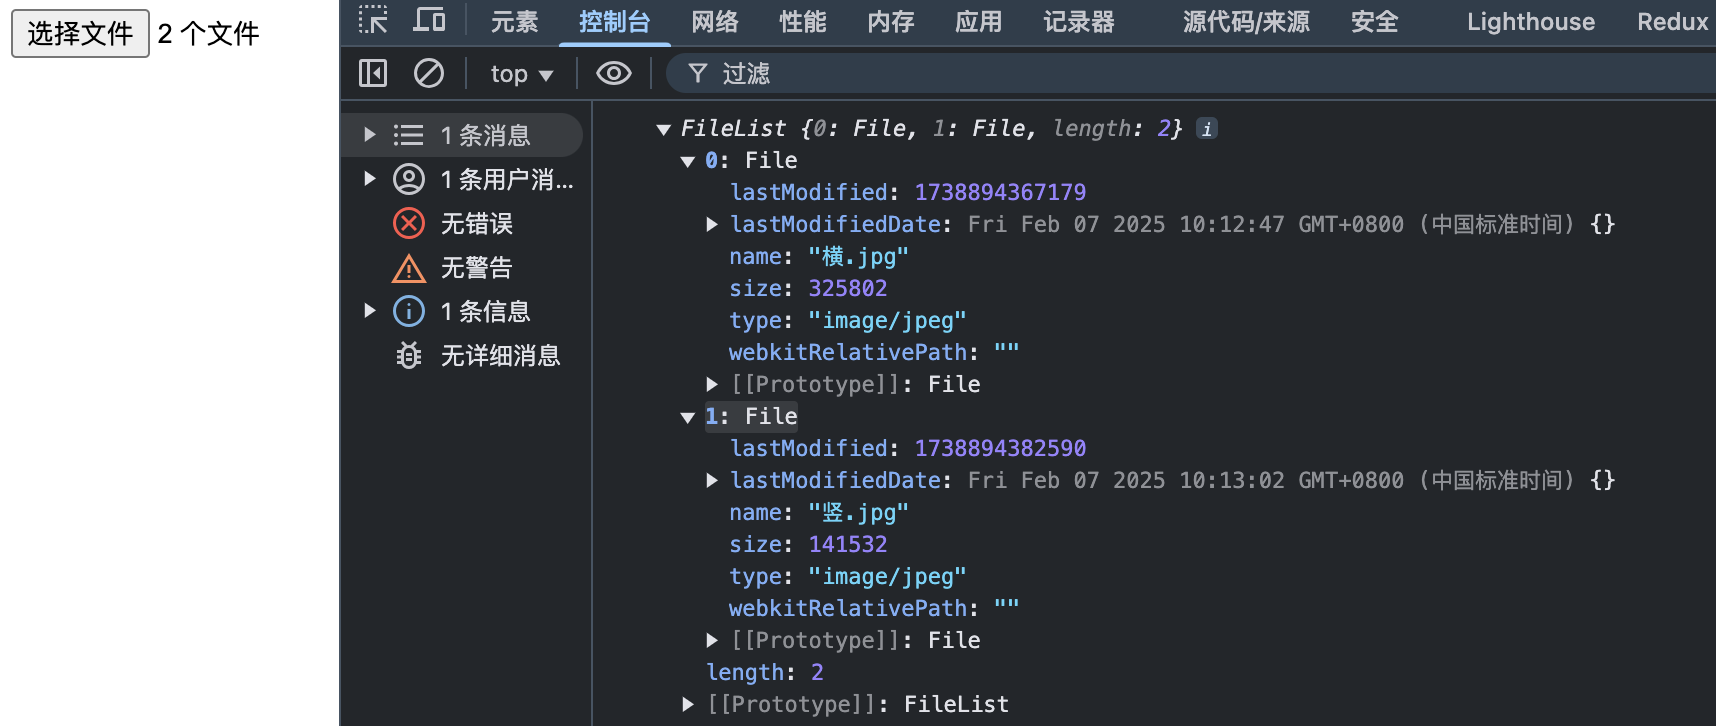 选择文件 2 个文件
元素 控制台 网络 性能 内存 应用 记录器 源代码/来源 安全 Lighthouse Redux
top 过滤
1 条消息
1 条用户消...
无错误
无警告
1 条信息
无详细消息
FileList {0: File, 1: File, length: 2} i
0: File
lastModified: 1738894367179
lastModifiedDate: Fri Feb 07 2025 10:12:47 GMT+0800 (中国标准时间) {}
name: "横.jpg"
size: 325802
type: "image/jpeg"
webkitRelativePath: ""
[[Prototype]]: File
1: File
lastModified: 1738894382590
lastModifiedDate: Fri Feb 07 2025 10:13:02 GMT+0800 (中国标准时间) {}
name: "竖.jpg"
size: 141532
type: "image/jpeg"
webkitRelativePath: ""
[[Prototype]]: File
length: 2
[[Prototype]]: FileList